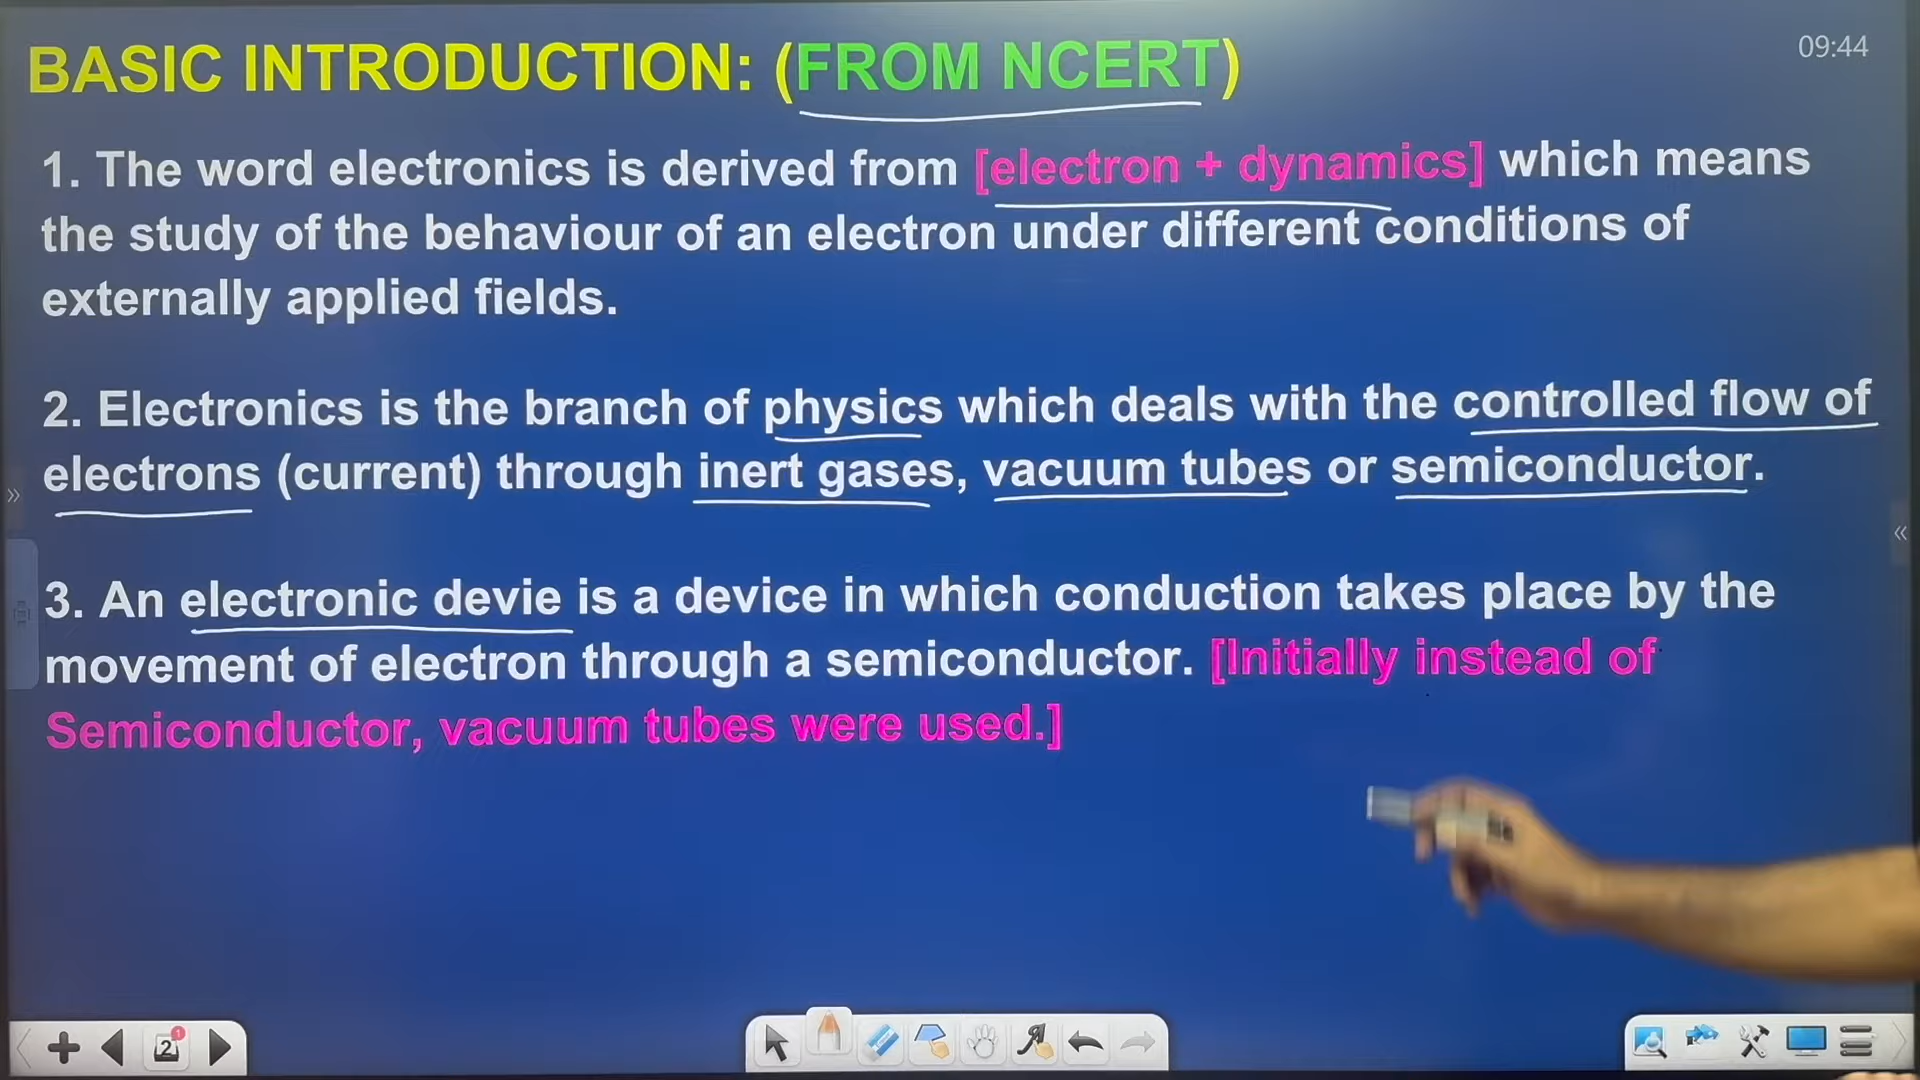 BASIC INTRODUCTION: (FROM NCERT)
09:44
1. The word electronics is derived from [electron + dynamics] which means
the study of the behaviour of an electron under different conditions of
externally applied fields.
2. Electronics is the branch of physics which deals with the controlled flow of
electrons (current) through inert gases, vacuum tubes or semiconductor.
3. An electronic devie is a device in which conduction takes place by the
movement of electron through a semiconductor. [Initially instead of
Semiconductor, vacuum tubes were used.]
2
1